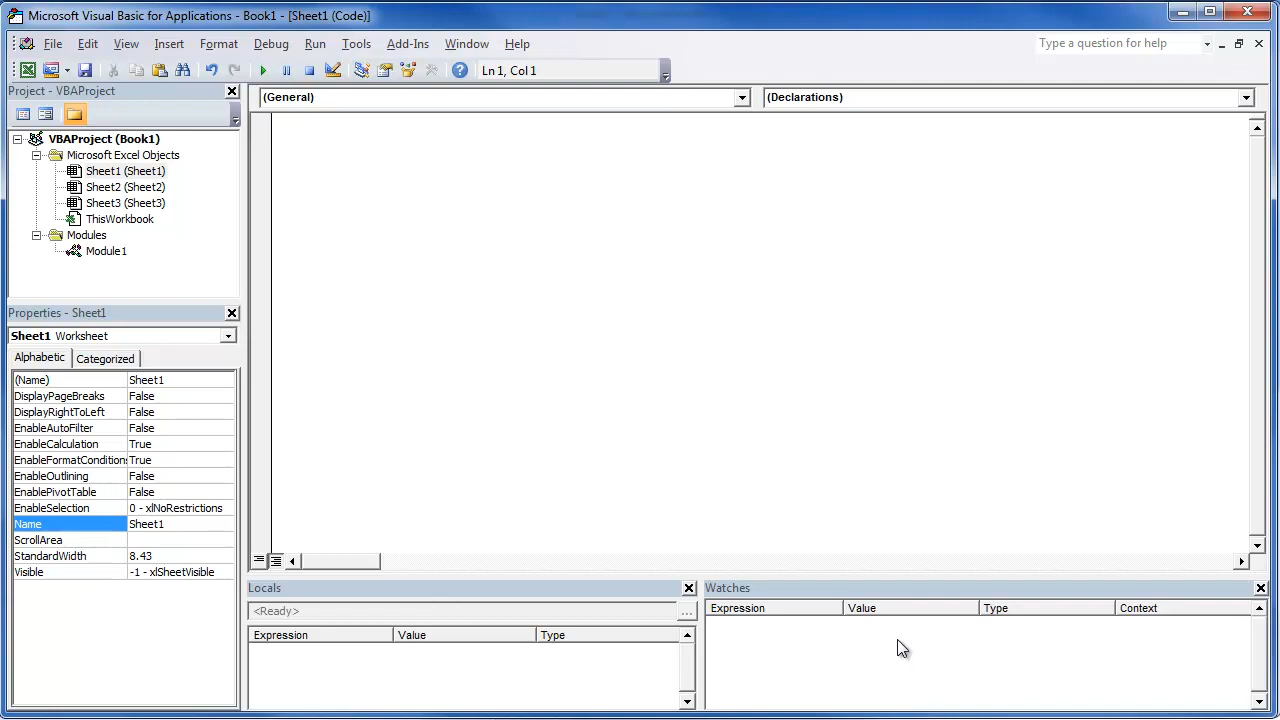 Microsoft Visual Basic for Applications - Book1 - [Sheet1 (Code)]
File Edit View Insert Format Debug Run Tools Add-Ins Window Help Type a question for help
Ln 1, Col 1
Project - VBAProject
(General) (Declarations)
VBAProject (Book1)
Microsoft Excel Objects
Sheet1 (Sheet1)
Sheet2 (Sheet2)
Sheet3 (Sheet3)
ThisWorkbook
Modules
Module1
Properties - Sheet1
Sheet1 Worksheet
Alphabetic Categorized
(Name) Sheet1
DisplayPageBreaks False
DisplayRightToLeft False
EnableAutoFilter False
EnableCalculation True
EnableFormatConditions True
EnableOutlining False
EnablePivotTable False
EnableSelection 0 - xlNoRestrictions
Name Sheet1
ScrollArea
StandardWidth 8.43
Visible -1 - xlSheetVisible
Locals
<Ready>
...
Expression Value Type
Watches
Expression Value Type Context